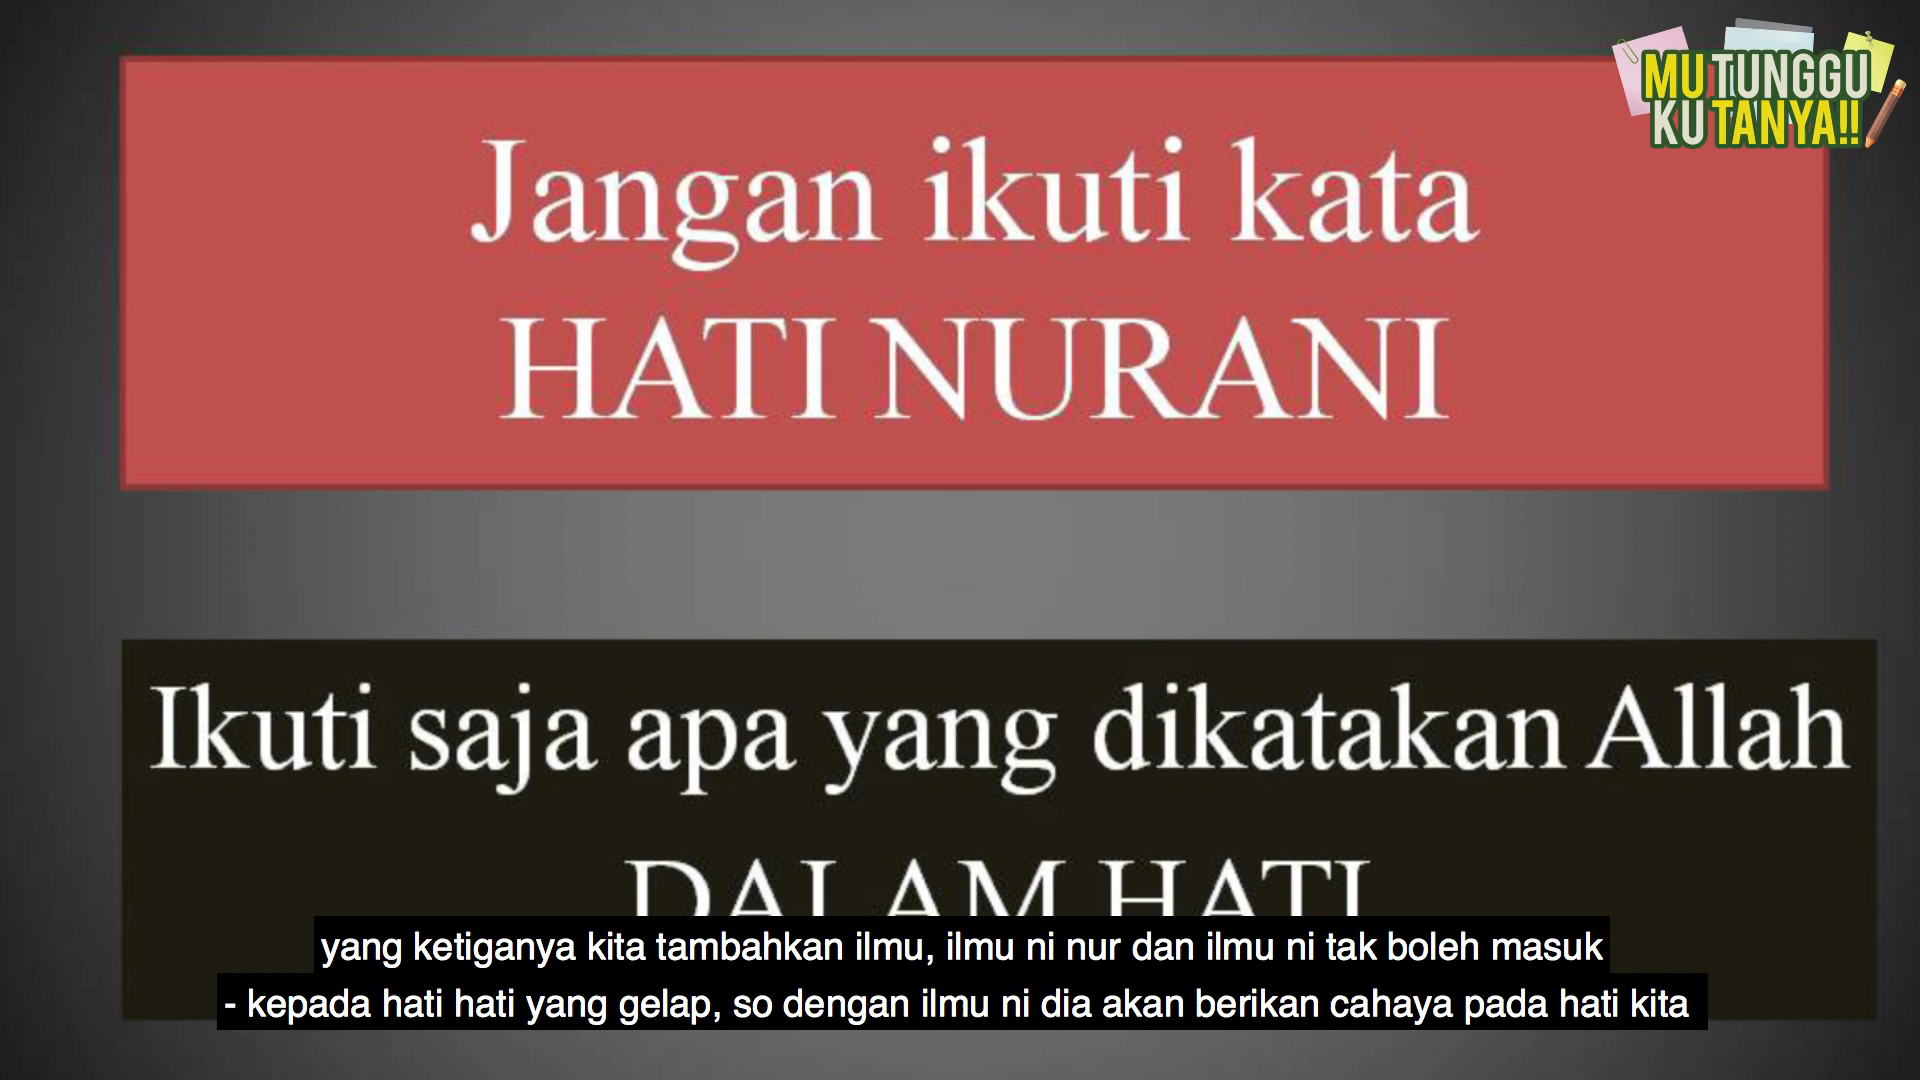 MU TUNGGU
KU TANYA!!
Jangan ikuti kata
HATI NURANI
Ikuti saja apa yang dikatakan Allah
DALAM HATI
yang ketiganya kita tambahkan ilmu, ilmu ni nur dan ilmu ni tak boleh masuk
- kepada hati hati yang gelap, so dengan ilmu ni dia akan berikan cahaya pada hati kita